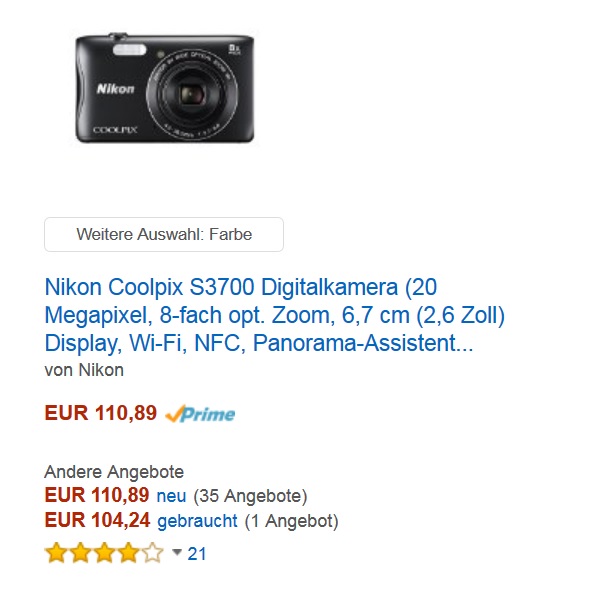 Nikon
COOLPIX
Weitere Auswahl: Farbe
Nikon Coolpix S3700 Digitalkamera (20
Megapixel, 8-fach opt. Zoom, 6,7 cm (2,6 Zoll)
Display, Wi-Fi, NFC, Panorama-Assistent...
von Nikon
EUR 110,89 Prime
Andere Angebote
EUR 110,89 neu (35 Angebote)
EUR 104,24 gebraucht (1 Angebot)
21